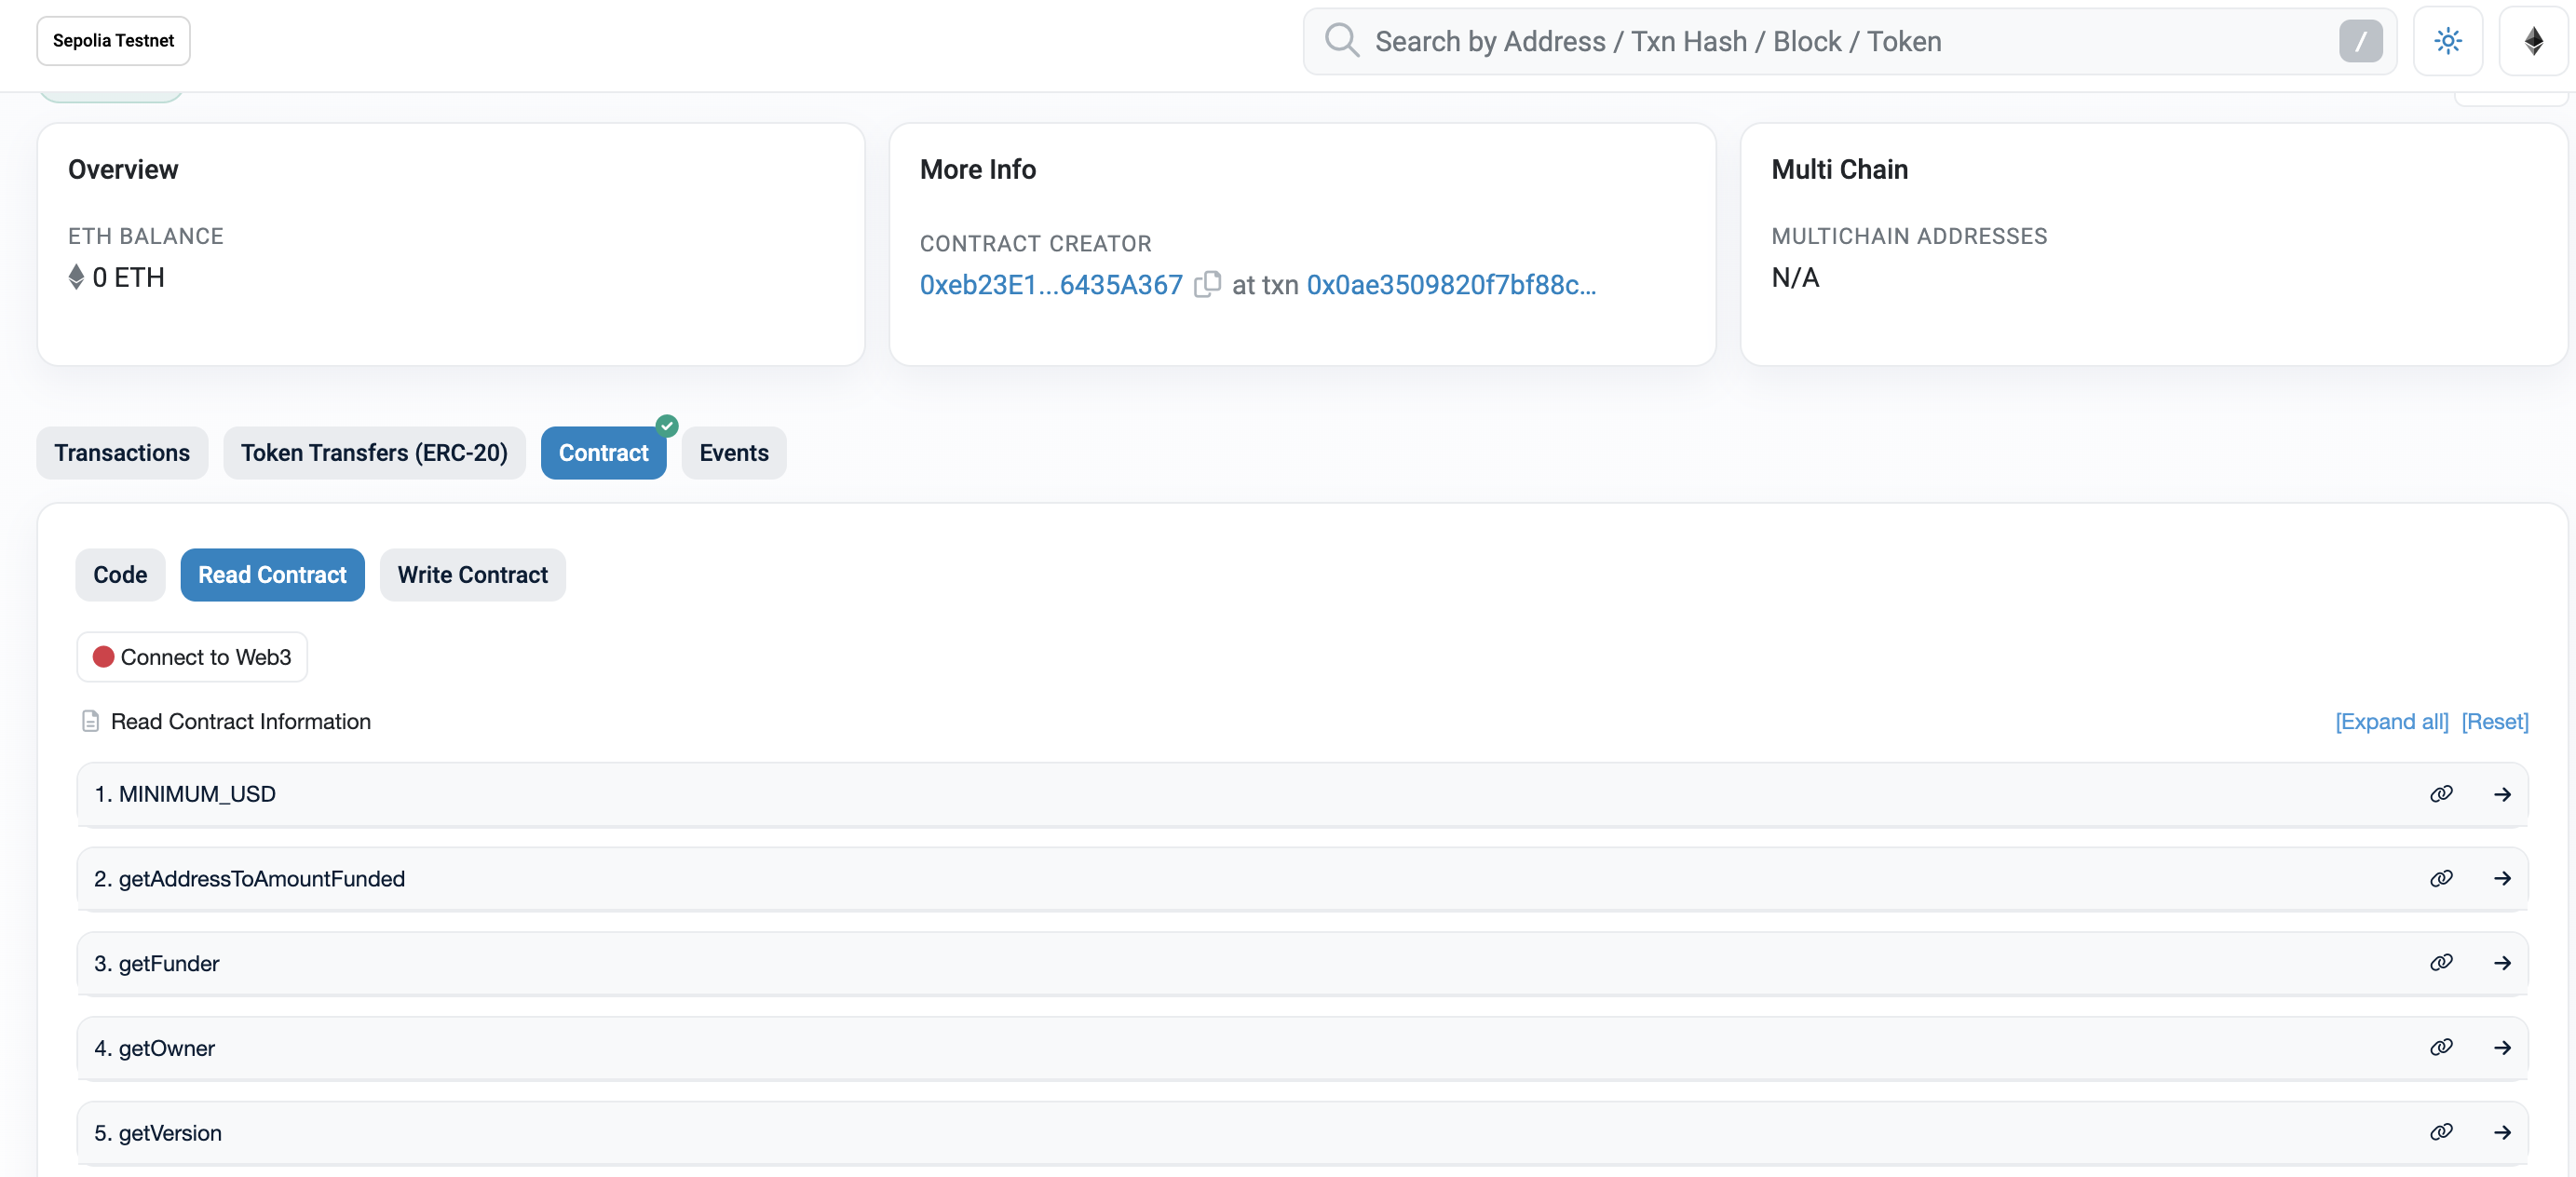 Sepolia Testnet
Search by Address / Txn Hash / Block / Token
/
Overview
ETH BALANCE
0 ETH
More Info
CONTRACT CREATOR
0xeb23E1...6435A367 at txn 0x0ae3509820f7bf88c...
Multi Chain
MULTICHAIN ADDRESSES
N/A
Transactions
Token Transfers (ERC-20)
Contract
Events
Code
Read Contract
Write Contract
Connect to Web3
Read Contract Information
[Expand all] [Reset]
1. MINIMUM_USD
2. getAddressToAmountFunded
3. getFunder
4. getOwner
5. getVersion